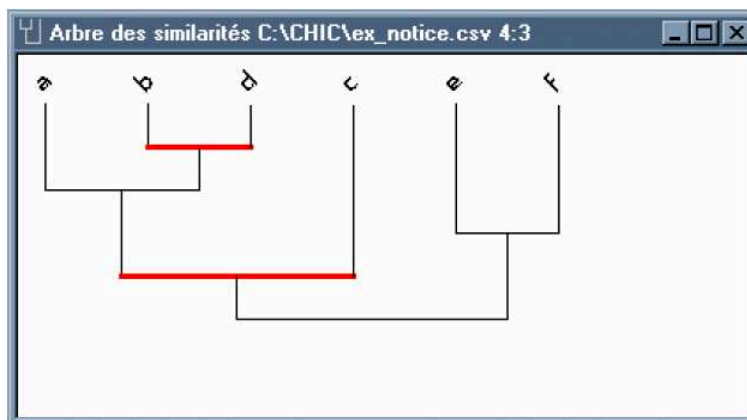 Arbre des similarités C:\CHIC\ex_notice.csv 4:3
a b d c e f